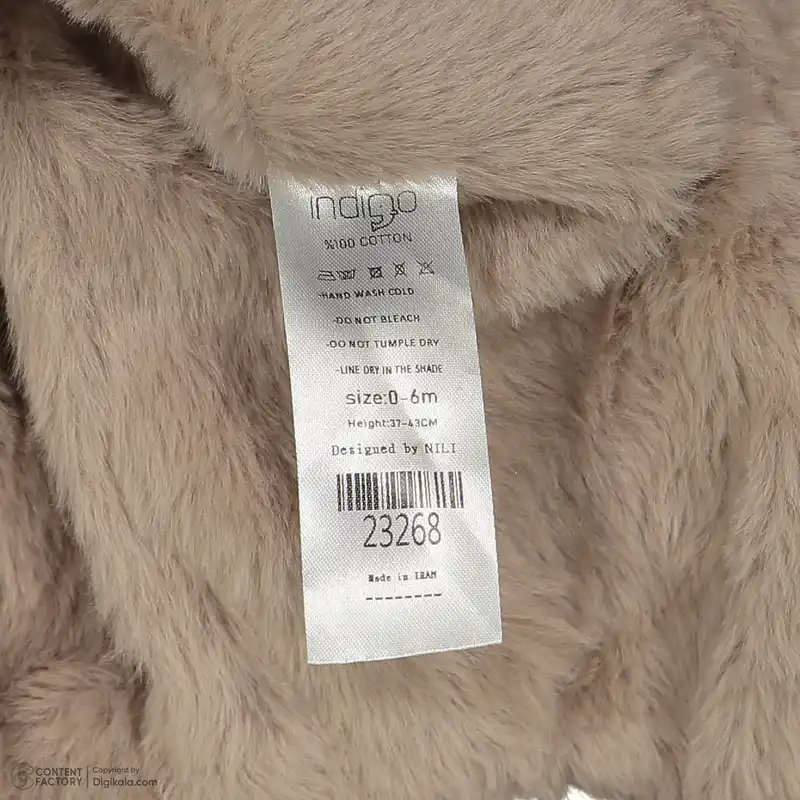 indigo
%100 COTTON
-HAND WASH COLD
-DO NOT BLEACH
-DO NOT TUMPLE DRY
-LINE DRY IN THE SHADE
size:0-6m
Height:37-43CM
Designed by NILI
23268
Made in IRAN
--------
CONTENT FACTORY
Copyright by
Digikala.com